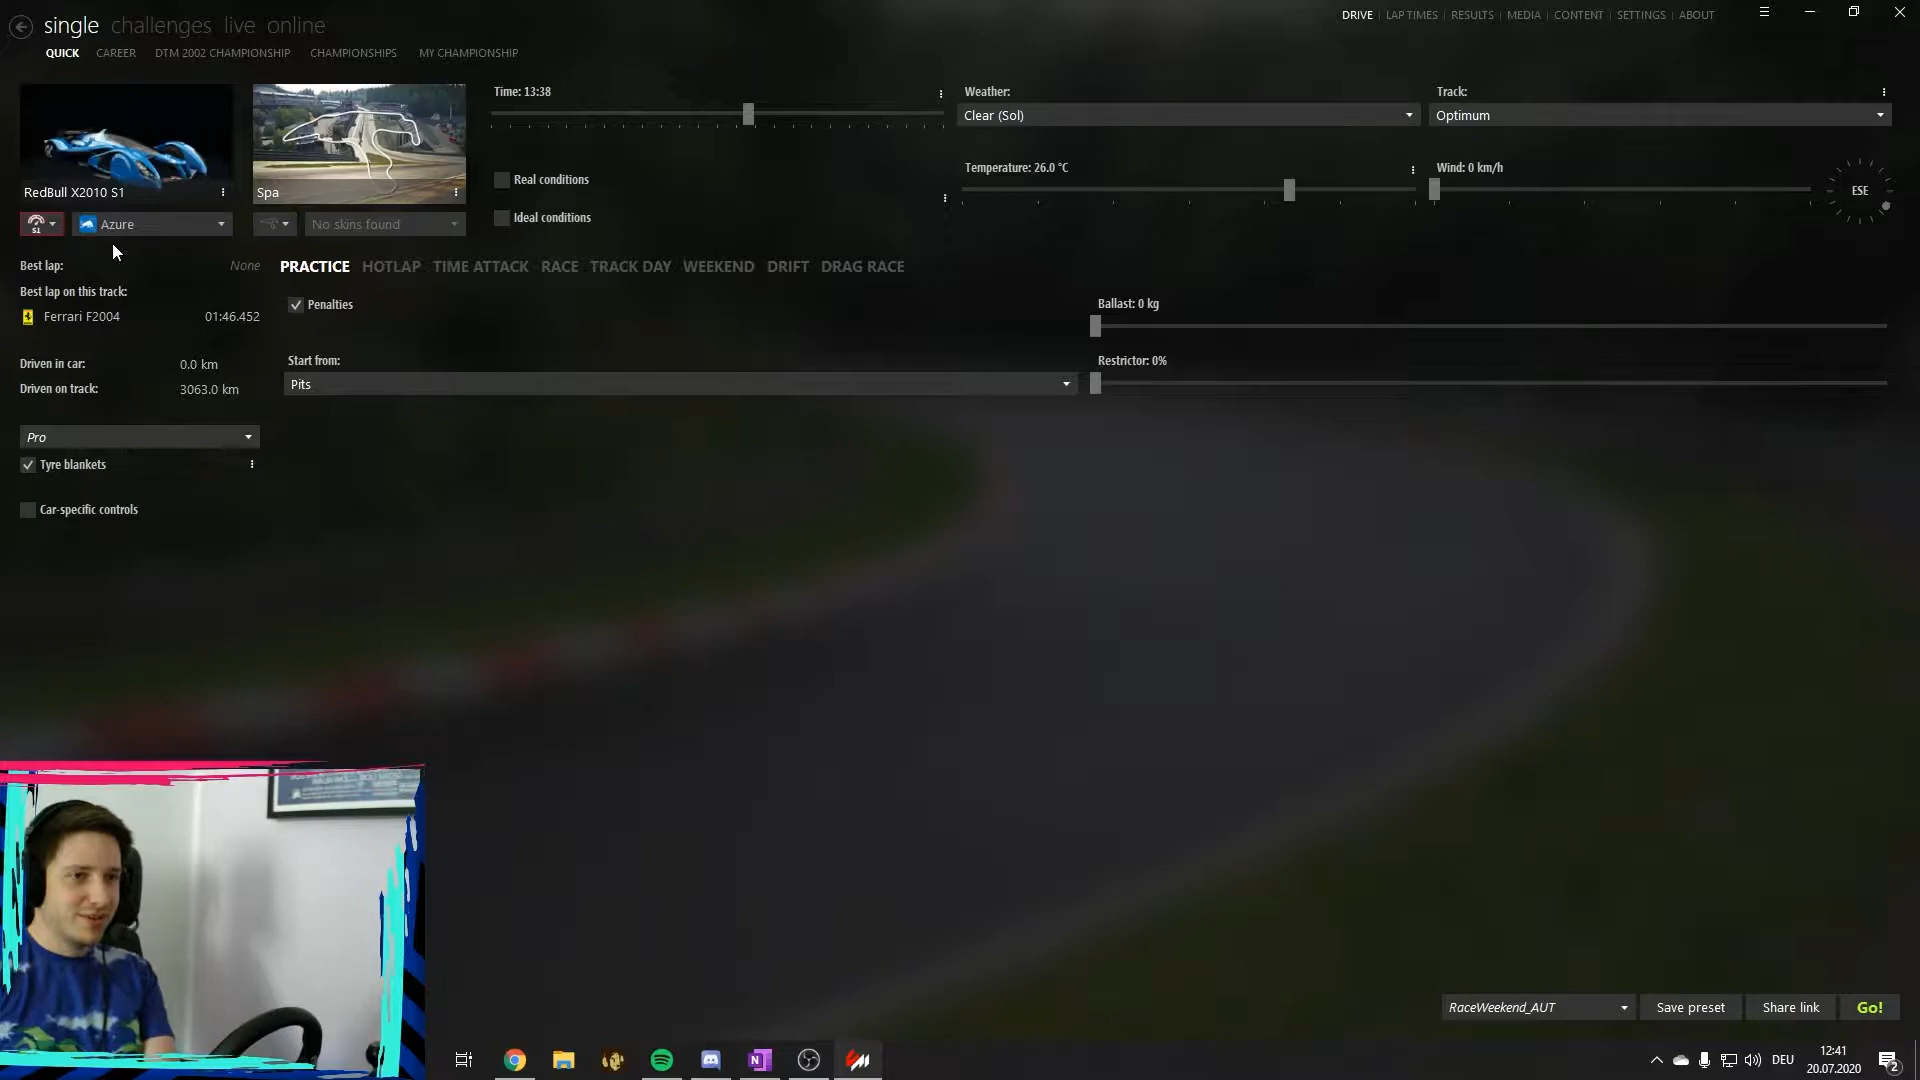 single challenges live online
DRIVE | LAP TIMES | RESULTS | MEDIA | CONTENT | SETTINGS | ABOUT
QUICK CAREER DTM 2002 CHAMPIONSHIP CHAMPIONSHIPS MY CHAMPIONSHIP
RedBull X2010 S1
Spa
S1
Azure
No skins found
Time: 13:38
Real conditions
Ideal conditions
Weather:
Clear (Sol)
Temperature: 26.0 °C
Track:
Optimum
Wind: 0 km/h
ESE
Best lap: None
Best lap on this track:
Ferrari F2004 01:46.452
Driven in car: 0.0 km
Driven on track: 3063.0 km
Pro
Tyre blankets
Car-specific controls
PRACTICE HOTLAP TIME ATTACK RACE TRACK DAY WEEKEND DRIFT DRAG RACE
Penalties
Start from:
Pits
Ballast: 0 kg
Restrictor: 0%
RaceWeekend_AUT
Save preset
Share link
Go!
DEU
12:41
20.07.2020
2